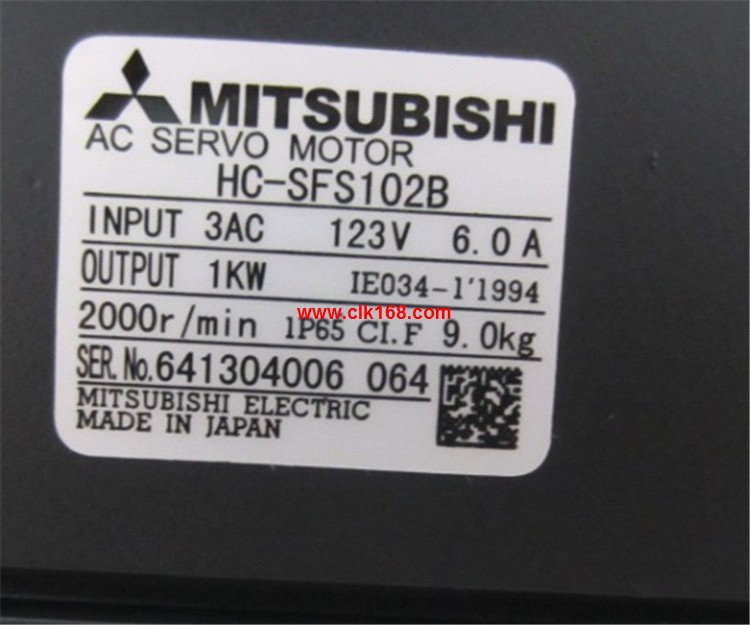 MITSUBISHI
AC SERVO MOTOR
HC-SFS102B
INPUT 3AC 123V 6.0A
OUTPUT 1KW IE034-1'1994
www.clk168.com
2000r/min 1P65 CI.F 9.0kg
SER.No.641304006 064
MITSUBISHI ELECTRIC
MADE IN JAPAN